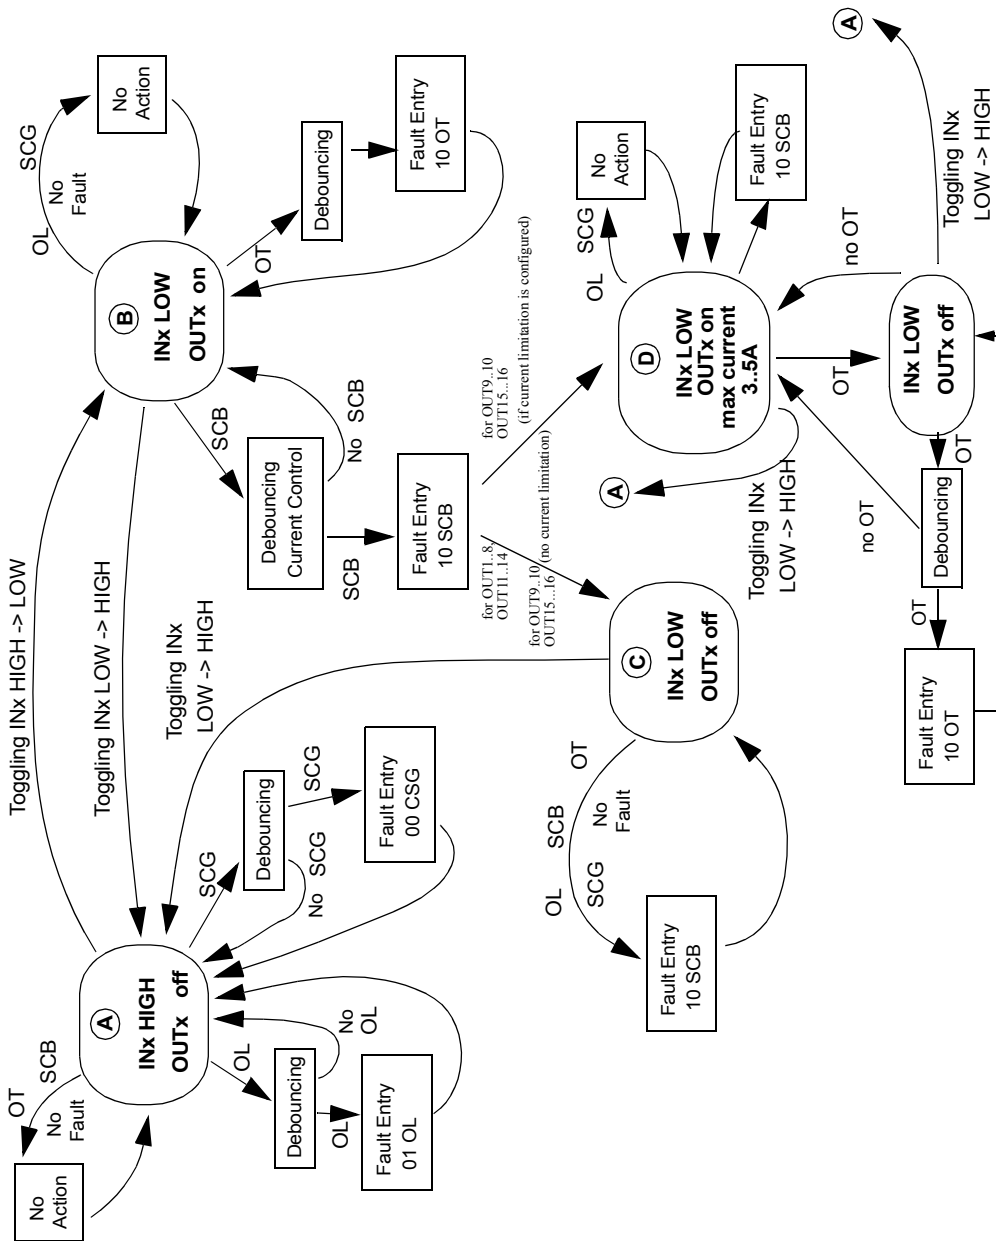 No
Action
OT
SCB
No
Fault
A
INx HIGH
OUTx off
OL
Debouncing
No
OL
OL
Fault Entry
01 OL
SCG
Debouncing
No SCG
SCG
Fault Entry
00 CSG
Toggling INx HIGH -> LOW
Toggling INx LOW -> HIGH
Toggling INx
LOW -> HIGH
B
INx LOW
OUTx on
OL
SCG
No
Fault
No
Action
OT
Debouncing
Fault Entry
10 OT
SCB
Debouncing
Current Control
No SCB
SCB
Fault Entry
10 SCB
for OUT1..8,
OUT11..14
for OUT9..10 (no current limitation)
OUT15...16
for OUT9..10
OUT15...16
(if current limitation is configured)
C
INx LOW
OUTx off
OL
SCB
OT
SCG
No
Fault
Fault Entry
10 SCB
D
INx LOW
OUTx on
max current
3..5A
OL
SCG
No
Action
Fault Entry
10 SCB
A
Toggling INx
LOW -> HIGH
OT
no OT
no OT
INx LOW
OUTx off
Toggling INx
LOW -> HIGH
A
OT
Debouncing
OT
Fault Entry
10 OT